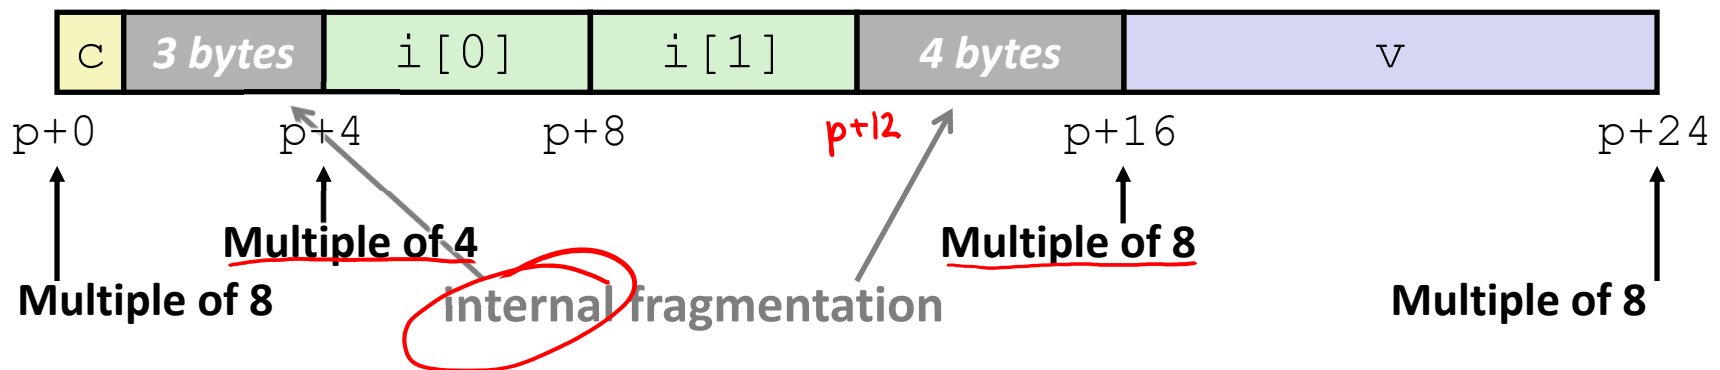 c 3 bytes i[0] i[1] 4 bytes v
p+0 p+4 p+8 p+12 p+16 p+24
Multiple of 4 Multiple of 8
Multiple of 8 internal fragmentation Multiple of 8